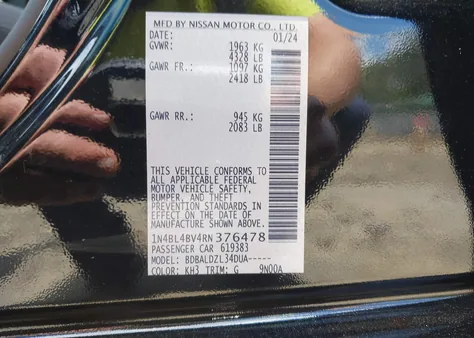 MFD BY NISSAN MOTOR CO., LTD.
DATE: 01/24
GVWR: 1963 KG
4328 LB
GAWR FR.: 1097 KG
2418 LB
GAWR RR.: 945 KG
2083 LB
THIS VEHICLE CONFORMS TO
ALL APPLICABLE FEDERAL
MOTOR VEHICLE SAFETY,
BUMPER, AND THEFT
PREVENTION STANDARDS IN
EFFECT ON THE DATE OF
MANUFACTURE SHOWN ABOVE.
1N4BL4BV4RN376478
PASSENGER CAR 619383
MODEL: BDBALDZL34DUA-----
COLOR: KH3 TRIM: G 9N00A